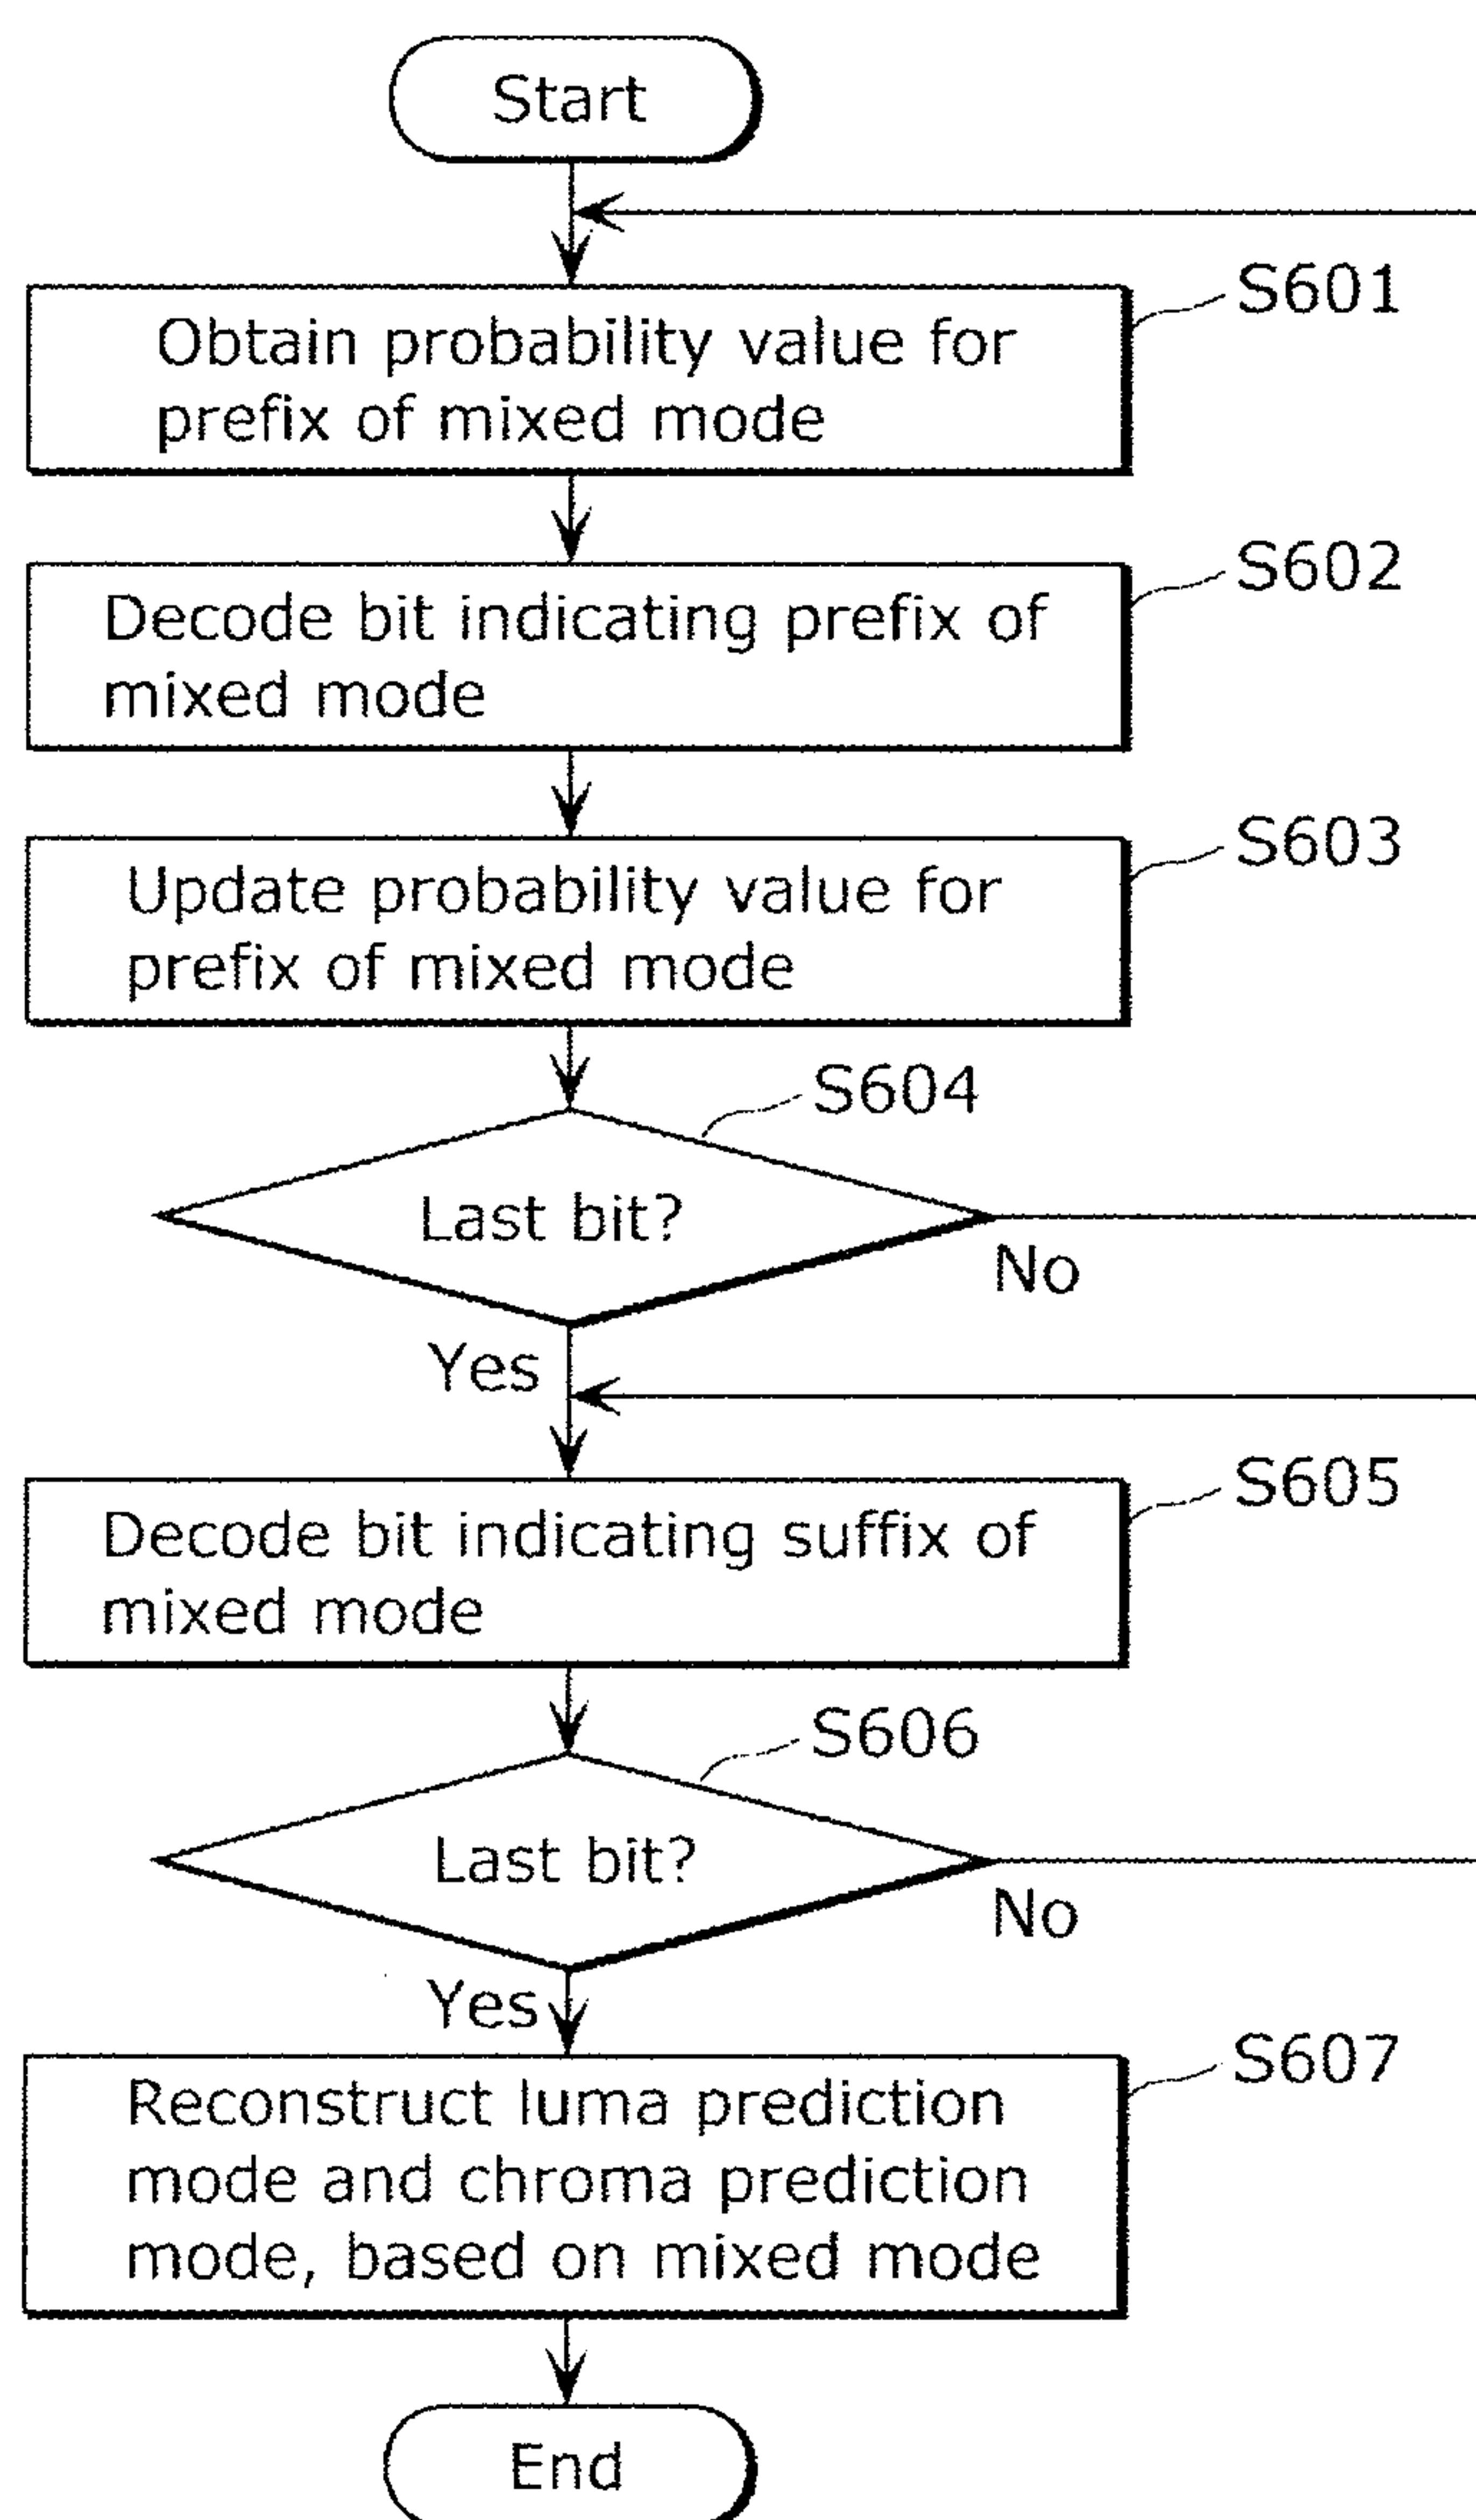 Start
S601
Obtain probability value for
prefix of mixed mode
S602
Decode bit indicating prefix of
mixed mode
S603
Update probability value for
prefix of mixed mode
S604
Last bit?
No
Yes
S605
Decode bit indicating suffix of
mixed mode
S606
Last bit?
No
Yes
S607
Reconstruct luma prediction
mode and chroma prediction
mode, based on mixed mode
End